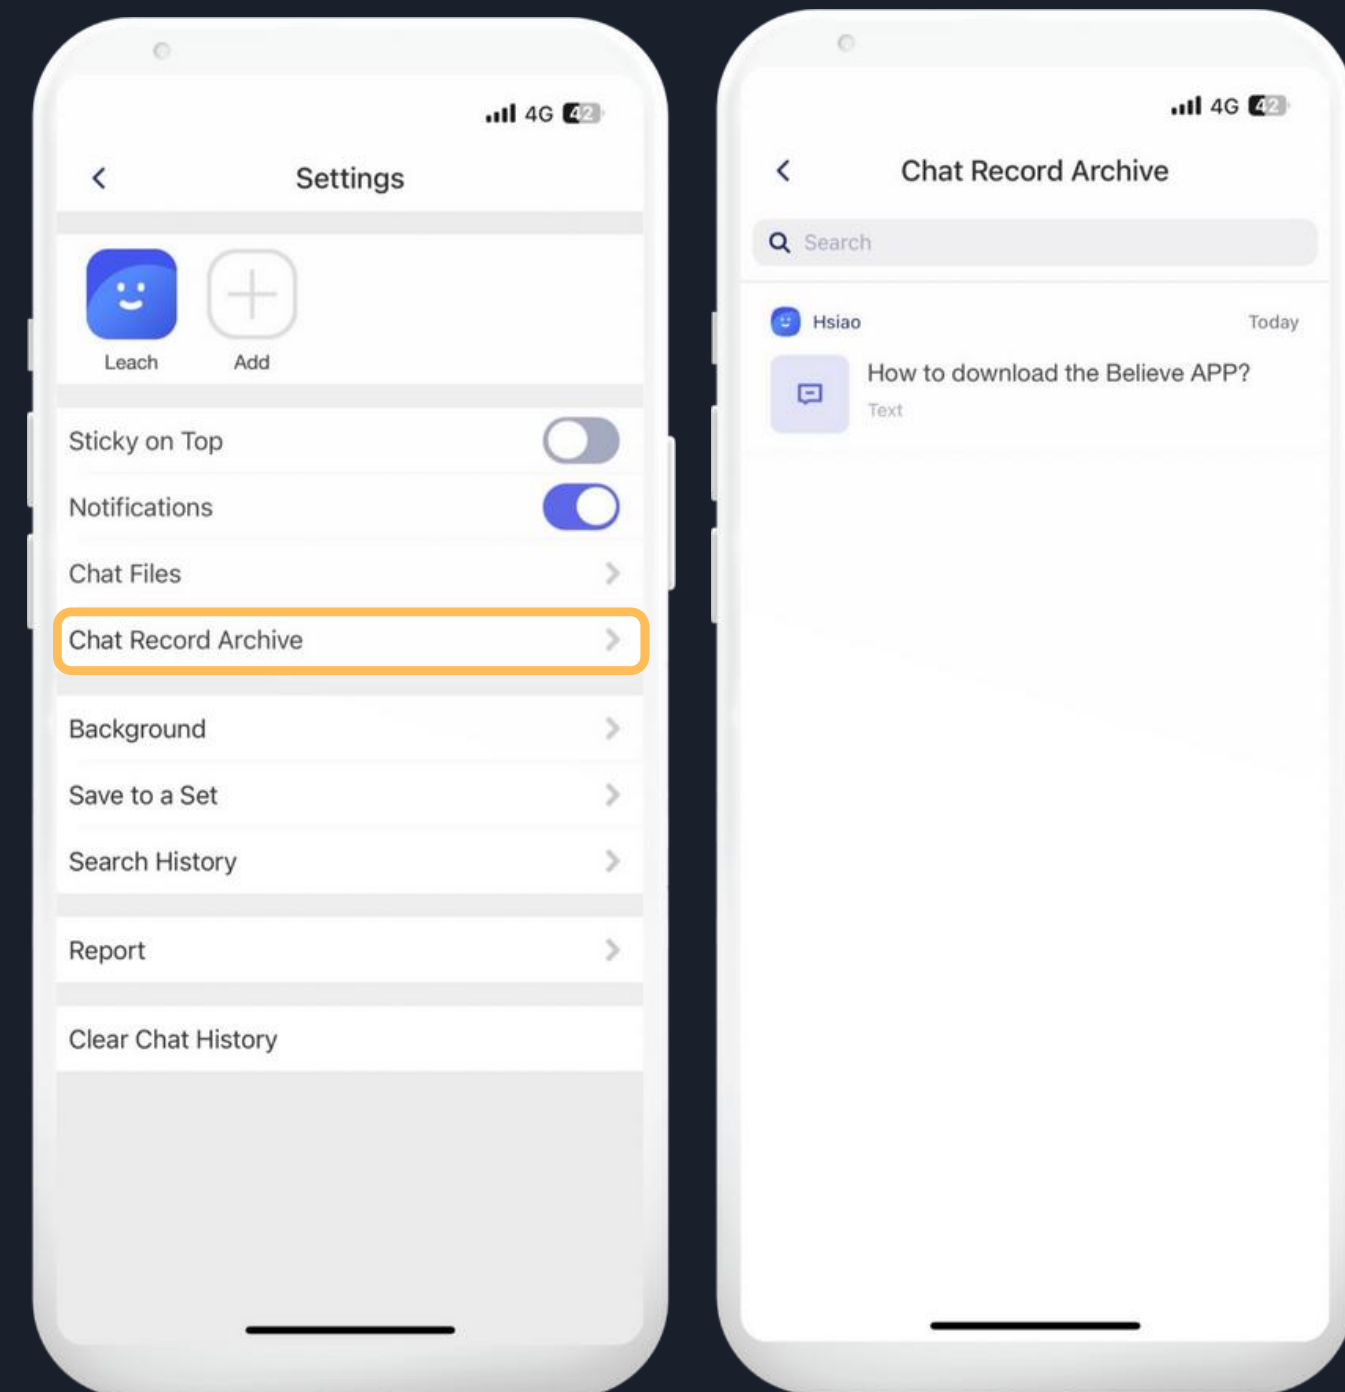 4G 42
Settings
Leach
Add
Sticky on Top
Notifications
Chat Files
Chat Record Archive
Background
Save to a Set
Search History
Report
Clear Chat History
4G 42
Chat Record Archive
Search
Hsiao
Today
How to download the Believe APP?
Text